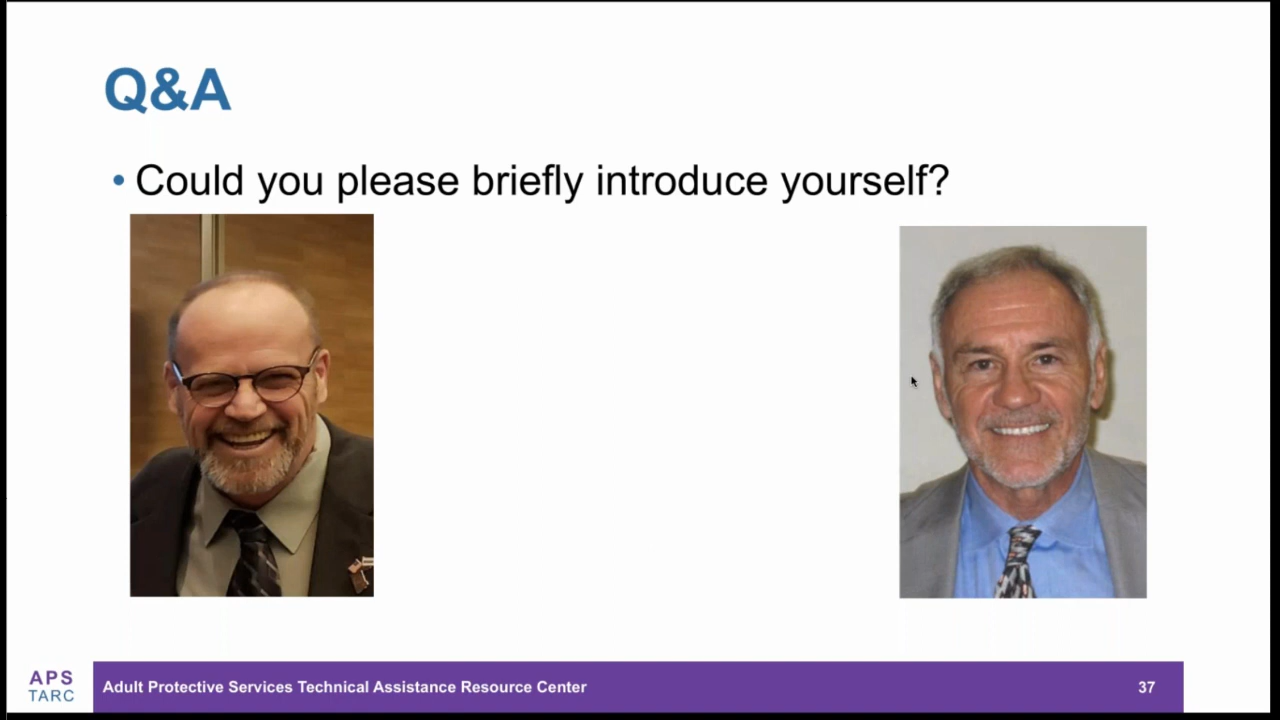 Q&A
• Could you please briefly introduce yourself?
APS
TARC
Adult Protective Services Technical Assistance Resource Center
37